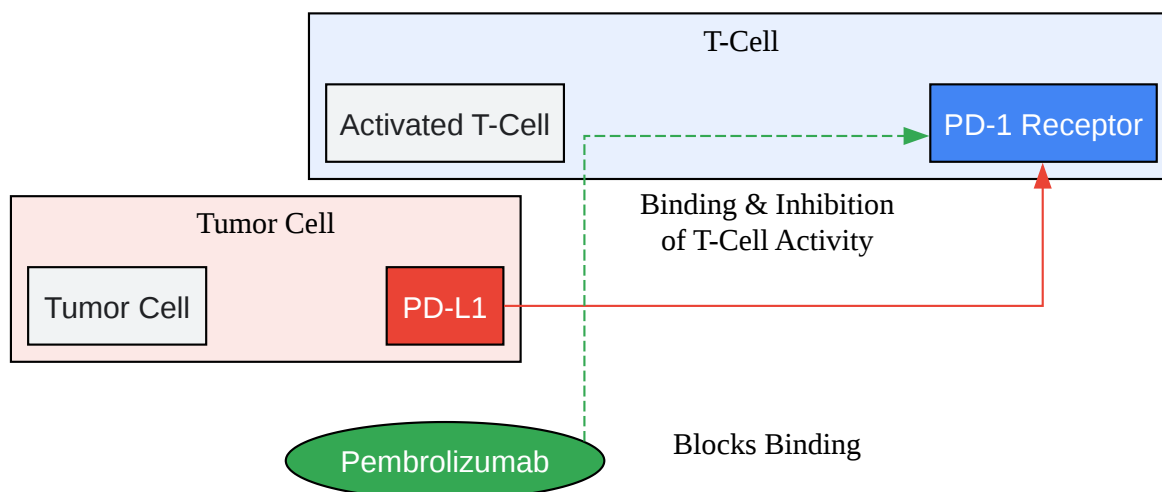 T-Cell
Activated T-Cell
PD-1 Receptor
Binding & Inhibition
of T-Cell Activity
Tumor Cell
Tumor Cell
PD-L1
Blocks Binding
Pembrolizumab